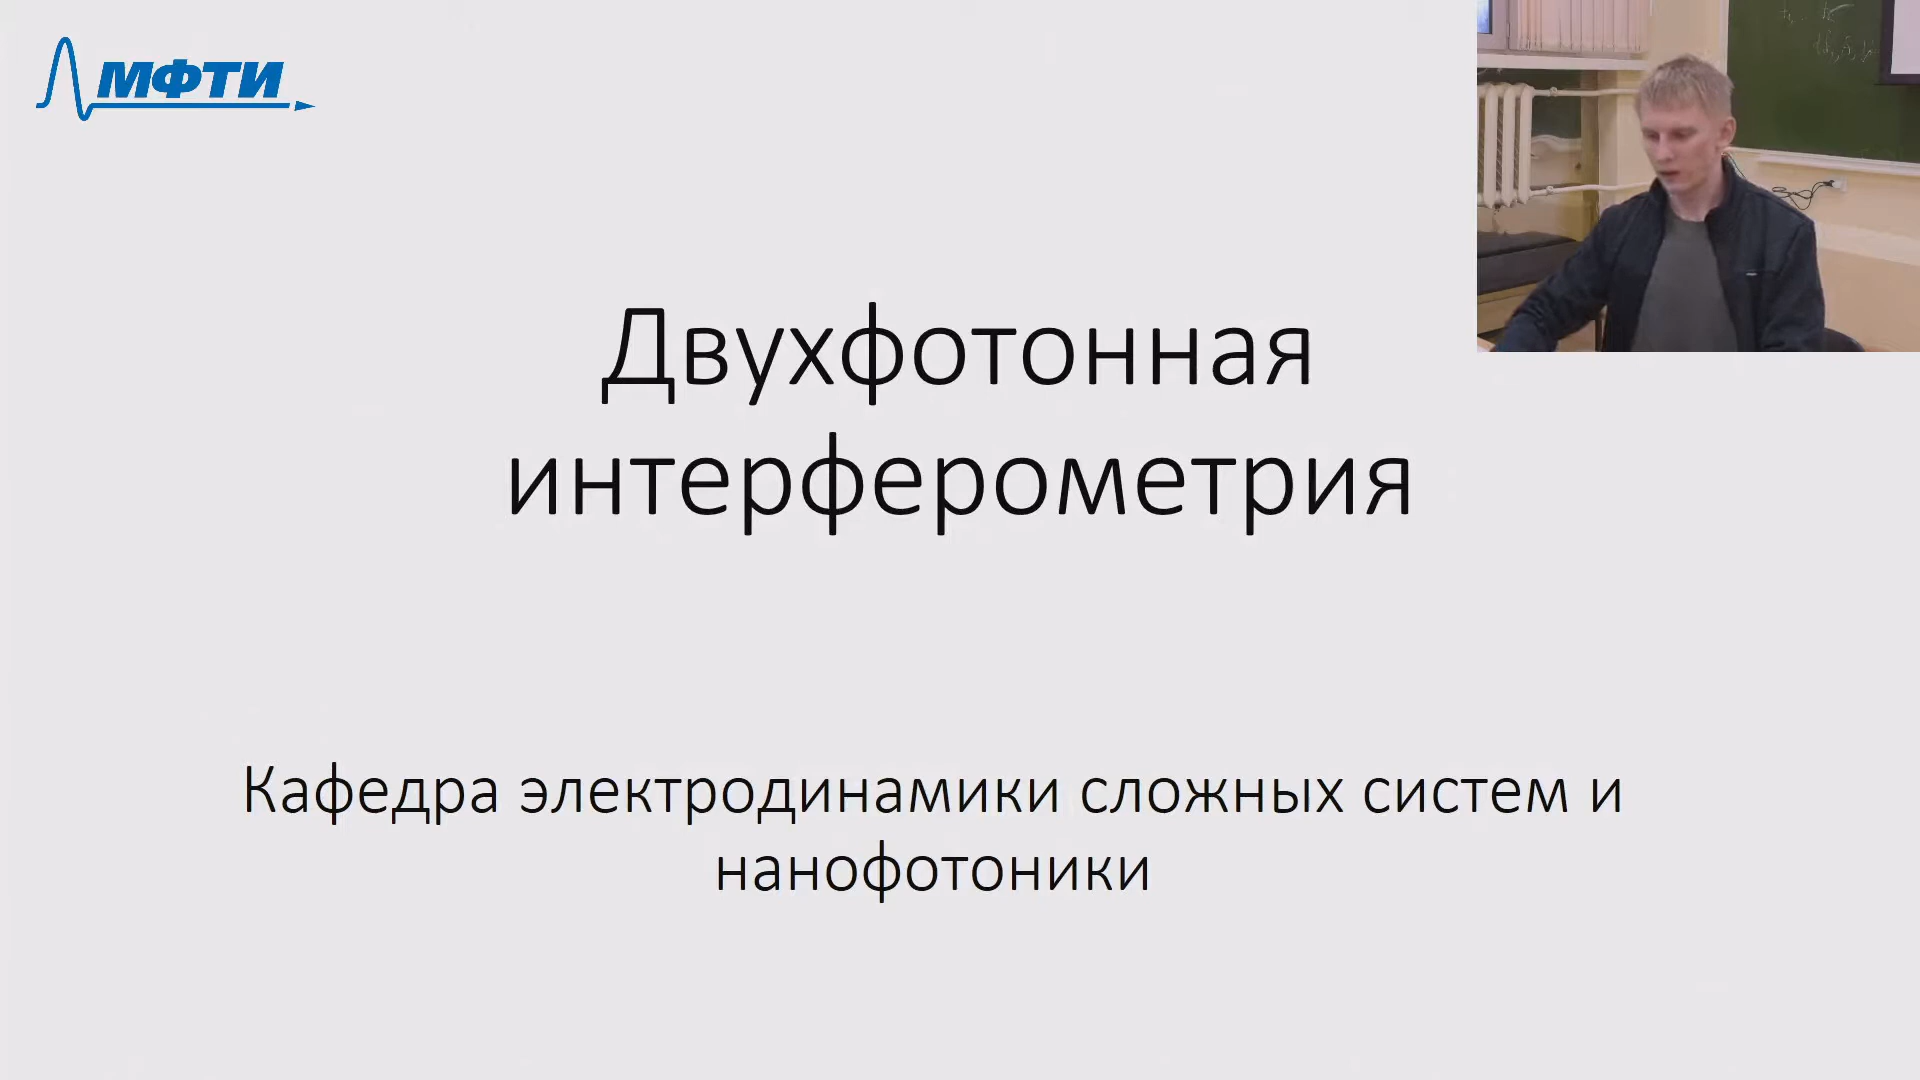 МФТИ
Двухфотонная
интерферометрия
Кафедра электродинамики сложных систем и
нанофотоники